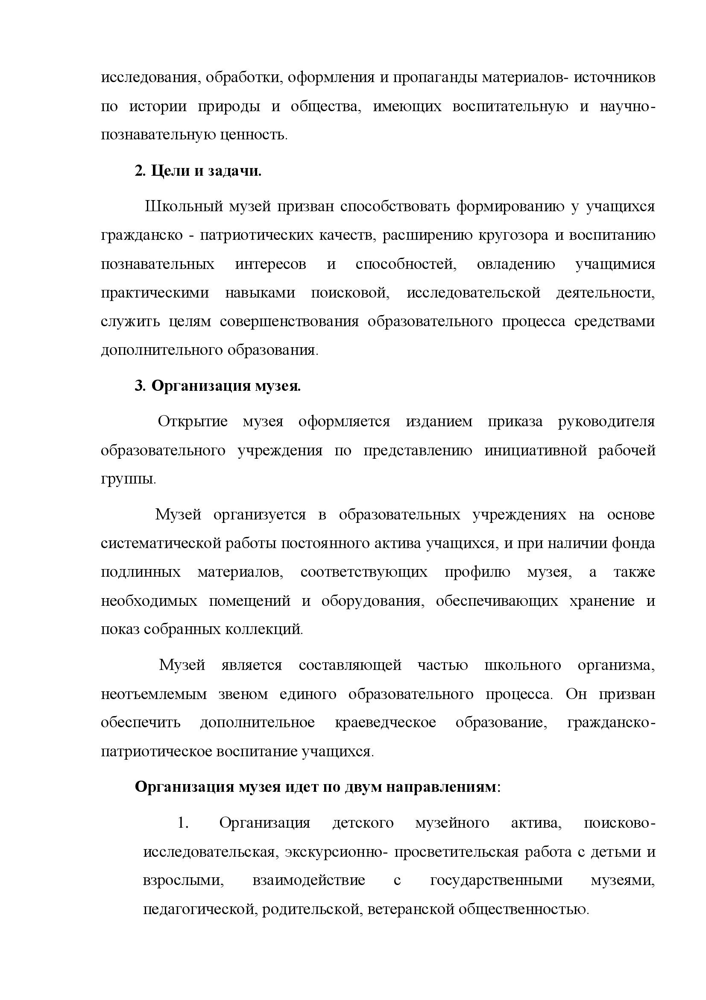 исследования, обработки, оформления и пропаганды материалов- источников
по истории природы и общества, имеющих воспитательную и научно-
познавательную ценность.
2. Цели и задачи.
Школьный музей призван способствовать формированию у учащихся
гражданско - патриотических качеств, расширению кругозора и воспитанию
познавательных интересов и способностей, овладению учащимися
практическими навыками поисковой, исследовательской деятельности,
служить целям совершенствования образовательного процесса средствами
дополнительного образования.
3. Организация музея.
Открытие музея оформляется изданием приказа руководителя
образовательного учреждения по представлению инициативной рабочей
группы.
Музей организуется в образовательных учреждениях на основе
систематической работы постоянного актива учащихся, и при наличии фонда
подлинных материалов, соответствующих профилю музея, а также
необходимых помещений и оборудования, обеспечивающих хранение и
показ собранных коллекций.
Музей является составляющей частью школьного организма,
неотъемлемым звеном единого образовательного процесса. Он призван
обеспечить дополнительное краеведческое образование, гражданско-
патриотическое воспитание учащихся.
Организация музея идет по двум направлениям:
1. Организация детского музейного актива, поисково-
исследовательская, экскурсионно- просветительская работа с детьми и
взрослыми, взаимодействие с государственными музеями,
педагогической, родительской, ветеранской общественностью.